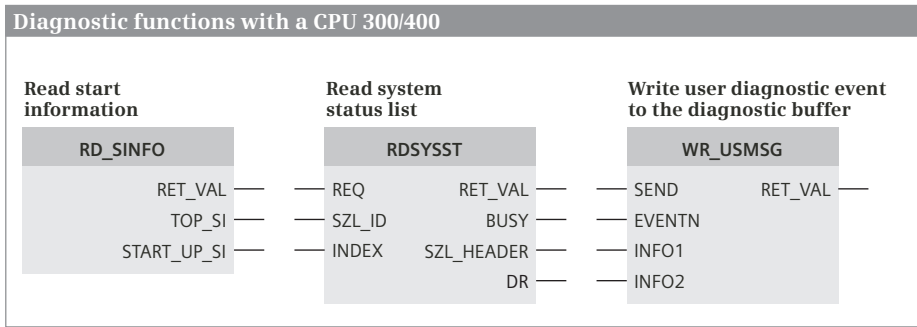 Diagnostic functions with a CPU 300/400
Read start
information
RD_SINFO
RET_VAL
TOP_SI
START_UP_SI
Read system
status list
RDSYSST
REQ RET_VAL
SZL_ID BUSY
INDEX SZL_HEADER
DR
Write user diagnostic event
to the diagnostic buffer
WR_USMSG
SEND RET_VAL
EVENTN
INFO1
INFO2